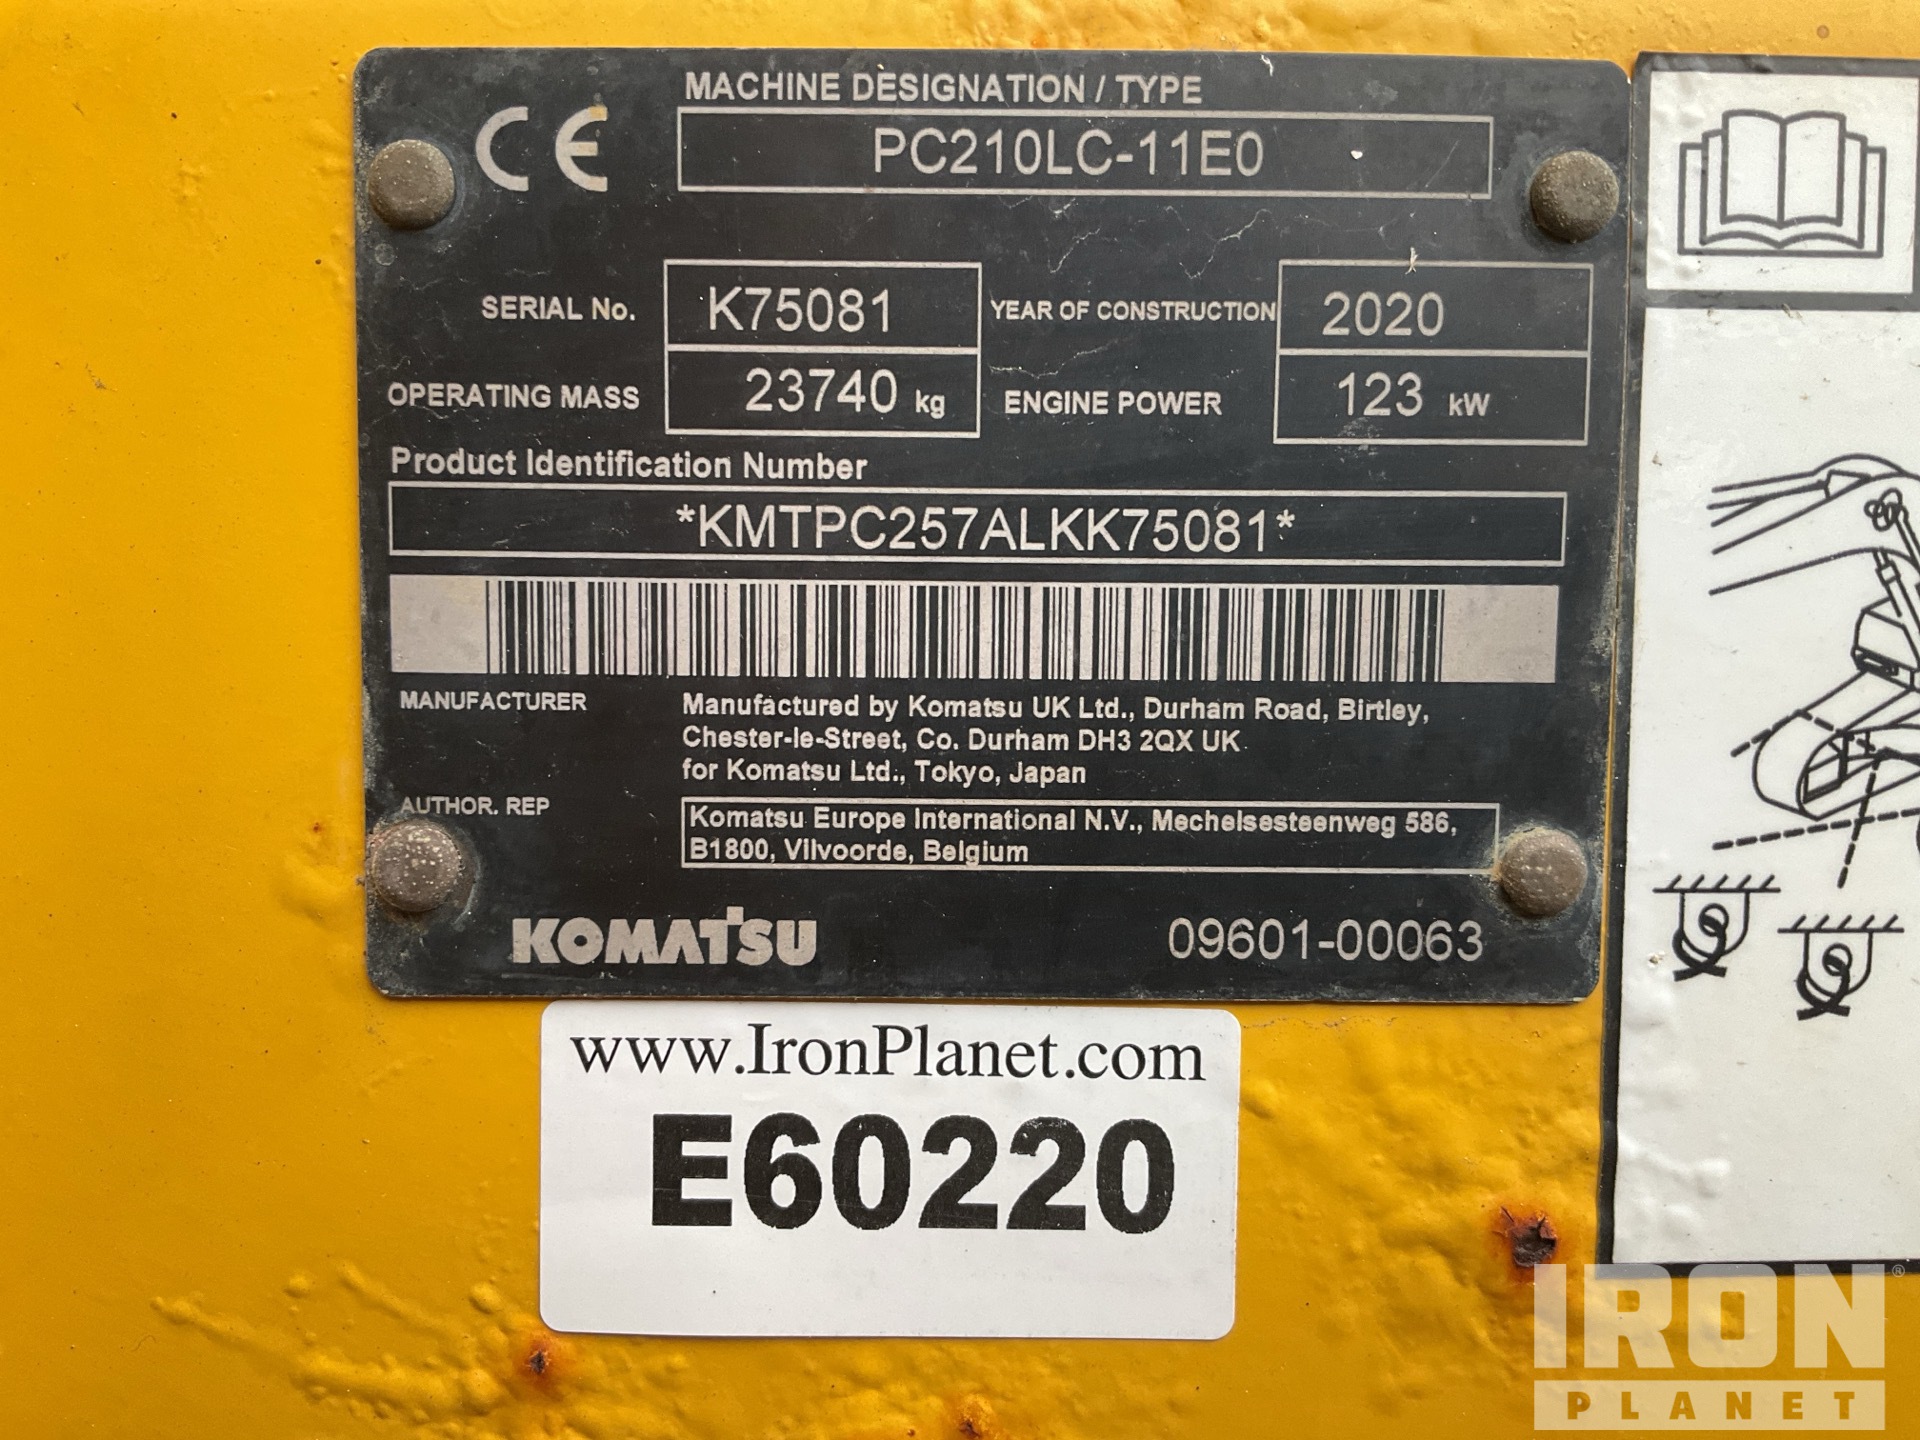 MACHINE DESIGNATION / TYPE
CE
PC210LC-11E0
SERIAL No.
K75081
YEAR OF CONSTRUCTION
2020
OPERATING MASS
23740 kg
ENGINE POWER
123 kW
Product Identification Number
*KMTPC257ALKK75081*
MANUFACTURER
Manufactured by Komatsu UK Ltd., Durham Road, Birtley,
Chester-le-Street, Co. Durham DH3 2QX UK
for Komatsu Ltd., Tokyo, Japan
AUTHOR. REP
Komatsu Europe International N.V., Mechelsesteenweg 586,
B1800, Vilvoorde, Belgium
KOMATSU
09601-00063
www.IronPlanet.com
E60220
IRON®
PLANET